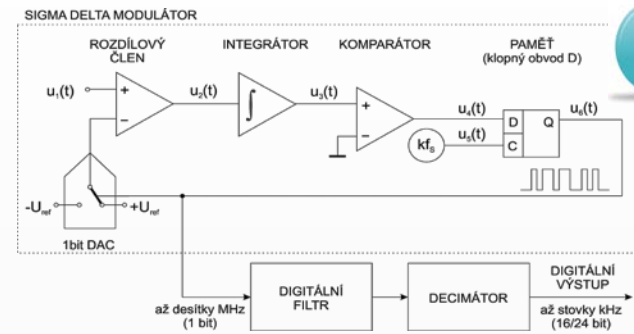 SIGMA DELTA MODULÁTOR
ROZDÍLOVÝ
ČLEN
INTEGRÁTOR
KOMPARÁTOR
PAMĚŤ
(klopný obvod D)
u₁(t)
+
−
u₂(t)
∫
u₃(t)
+
−
u₄(t)
u₅(t)
kfₛ
D
C
Q
u₆(t)
-Uref
+Uref
1bit DAC
až desítky MHz
(1 bit)
DIGITÁLNÍ
FILTR
DECIMÁTOR
DIGITÁLNÍ
VÝSTUP
až stovky kHz
(16/24 bit)